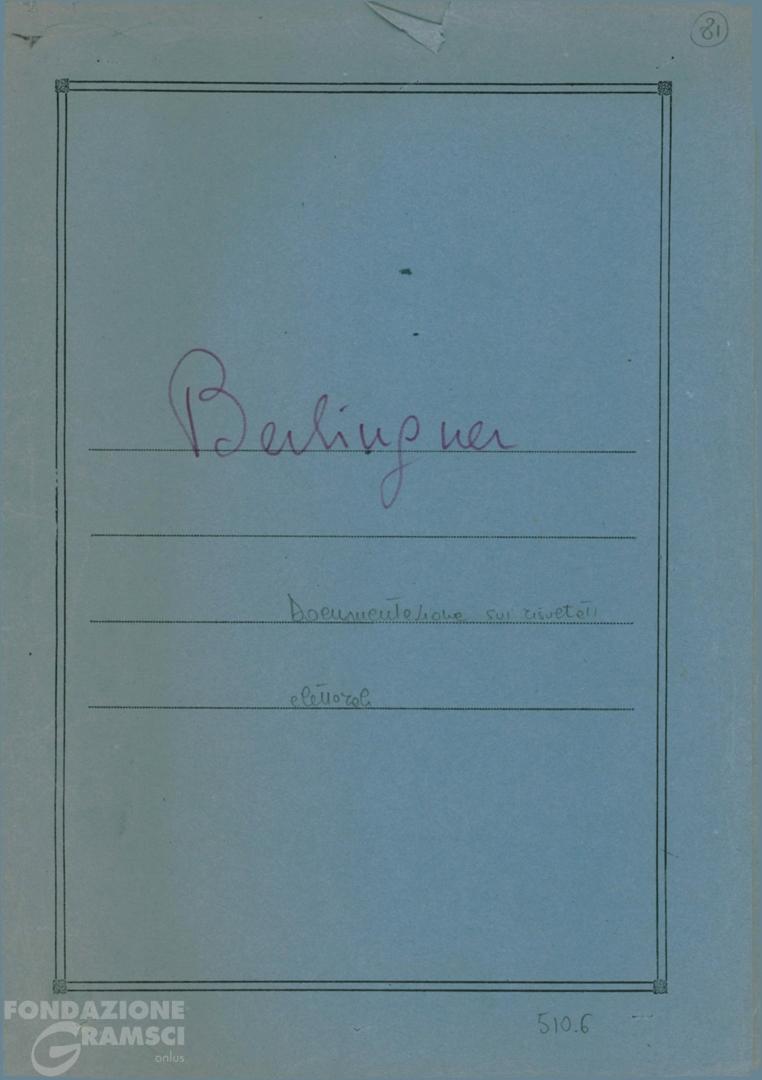 81
Berlinguer
Documentazione sui risultati
elettorali
510.6
FONDAZIONE
GRAMSCI
onlus